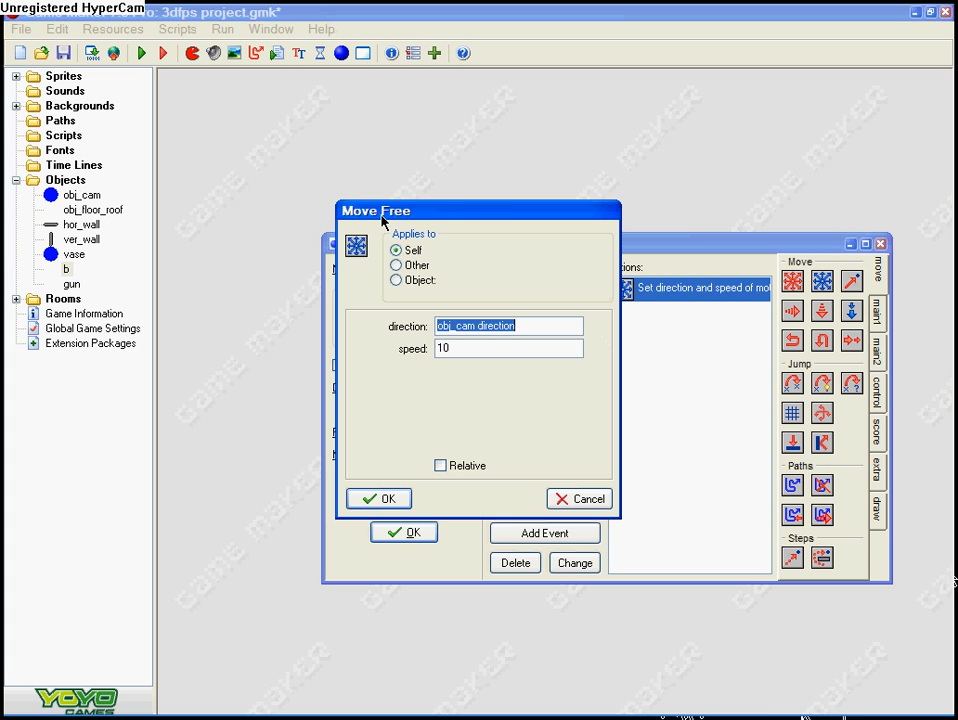 Unregistered HyperCam
3dfps project.gmk*
File Edit Resources Scripts Run Window Help
Sprites
Sounds
Backgrounds
Paths
Scripts
Fonts
Time Lines
Objects
obj_cam
obj_floor_roof
hor_wall
ver_wall
vase
b
gun
Rooms
Game Information
Global Game Settings
Extension Packages
YOYO
GAMES
Move Free
Applies to
Self
Other
Object:
direction: obj_cam direction
speed: 10
Relative
OK
Cancel
OK
Add Event
Delete
Change
Set direction and speed of mot
Move
Jump
Paths
Steps
move
main1
main2
control
score
extra
draw
GAME MAKER